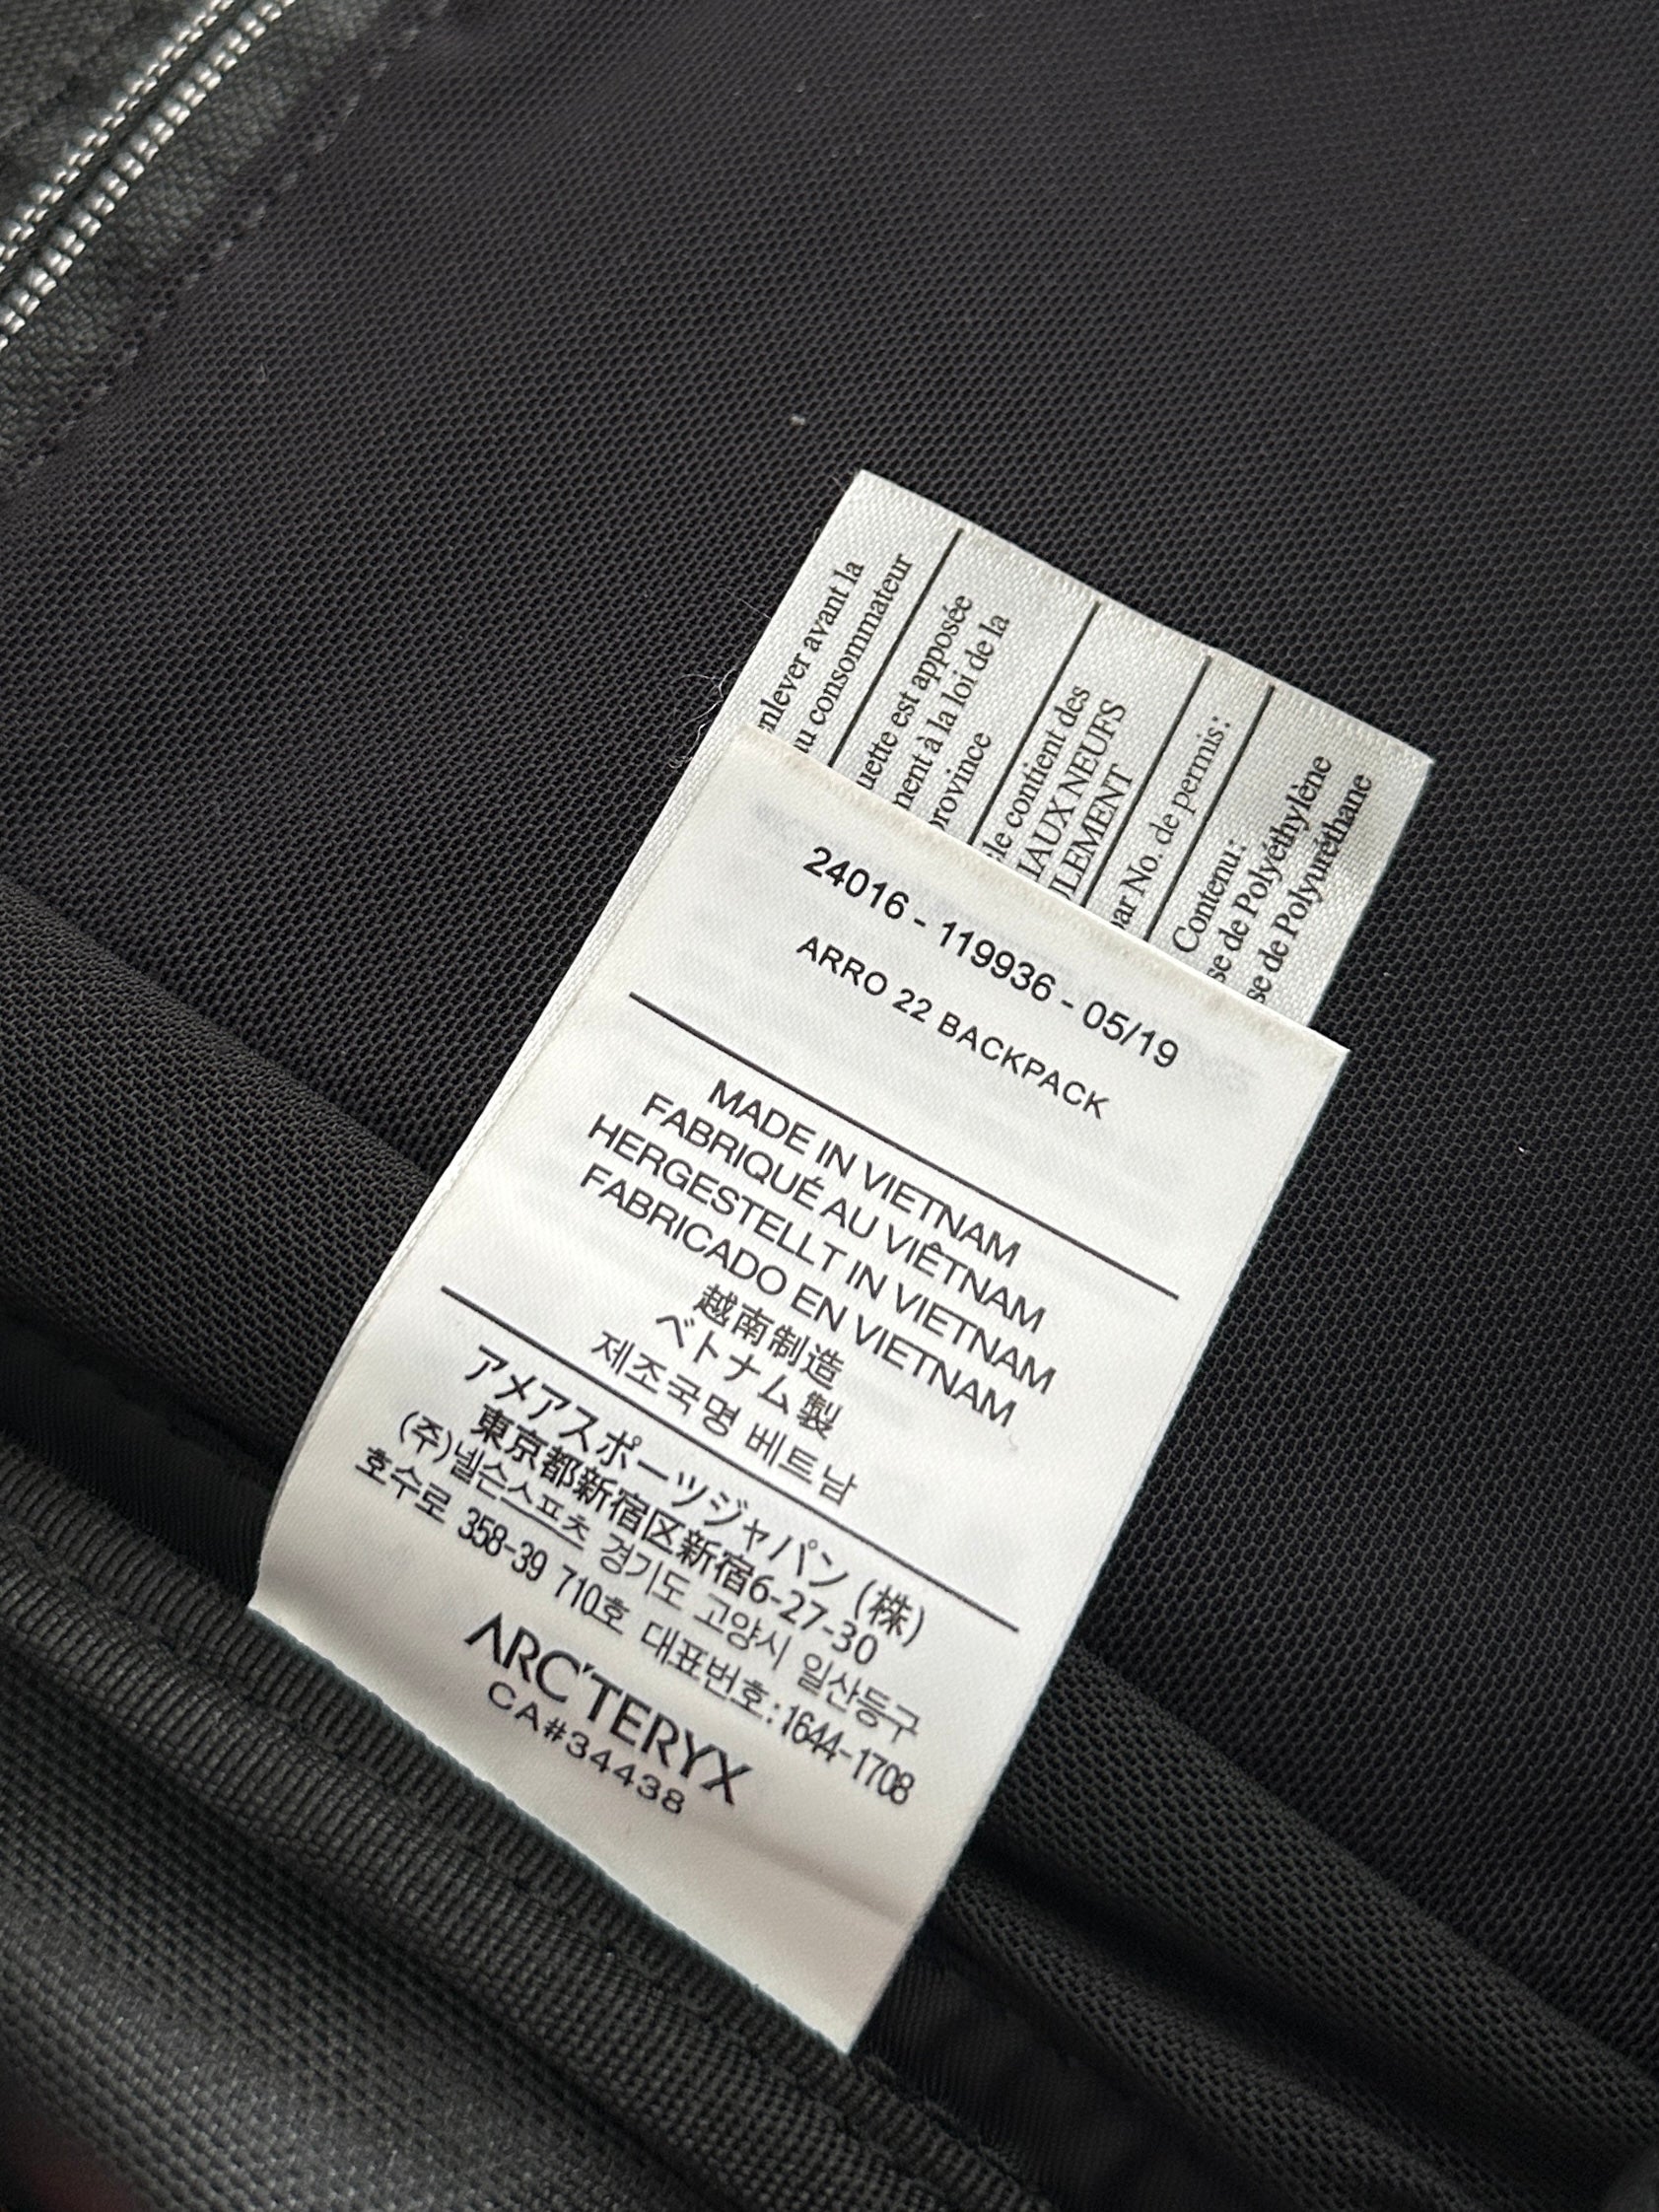 enlever avant la
au consommateur
uette est apposée
ment à la loi de la
province
le contient des
IAUX NEUFS
LEMENT
par No. de permis:
Contenu:
se de Polyéthylène
se de Polyuréthane
24016 - 119936 - 05/19
ARRO 22 BACKPACK
MADE IN VIETNAM
FABRIQUÉ AU VIÊTNAM
HERGESTELLT IN VIETNAM
FABRICADO EN VIETNAM
越南制造
ベトナム製
제조국명 베트남
アメアスポーツジャパン (株)
東京都新宿区新宿6-27-30
(주)넬슨스포츠 경기도 고양시 일산동구
호수로 358-39 710호 대표번호:1644-1708
ARC'TERYX
CA#34438